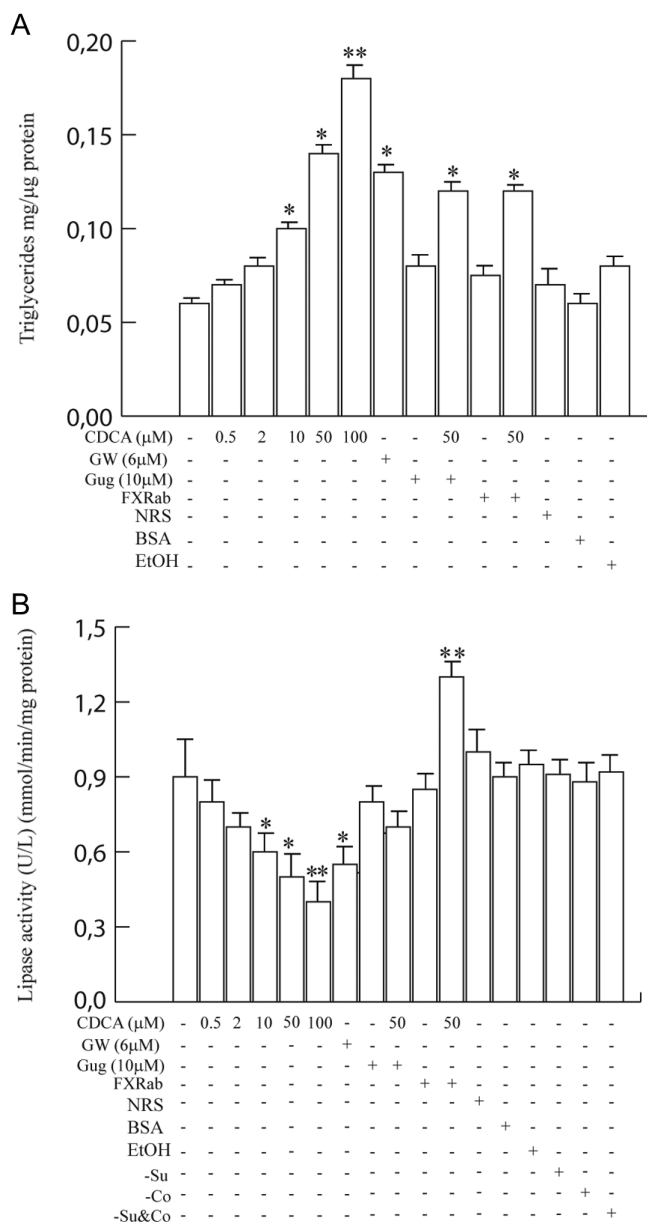 A
0,20
0,15
0,10
0,05
0,00
Triglycerides mg/µg protein
* ** * * * *
CDCA (µM) - 0.5 2 10 50 100 - - 50 - 50 - - -
GW (6µM) - - - - - - + - - - - - - -
Gug (10µM) - - - - - - - + + - - - - -
FXRab - - - - - - - - - + + - - -
NRS - - - - - - - - - - - + - -
BSA - - - - - - - - - - - - + -
EtOH - - - - - - - - - - - - - +
B
1,5
1,2
0,9
0,6
0,3
0,0
Lipase activity (U/L) (mmol/min/mg protein)
* * ** * **
CDCA (µM) - 0.5 2 10 50 100 - - 50 - 50 - - - - - -
GW (6µM) - - - - - - + - - - - - - - - - -
Gug (10µM) - - - - - - - + + - - - - - - - -
FXRab - - - - - - - - - + + - - - - - -
NRS - - - - - - - - - - - + - - - - -
BSA - - - - - - - - - - - - + - - - -
EtOH - - - - - - - - - - - - - + - - -
-Su - - - - - - - - - - - - - - + - -
-Co - - - - - - - - - - - - - - - + -
-Su&Co - - - - - - - - - - - - - - - - +